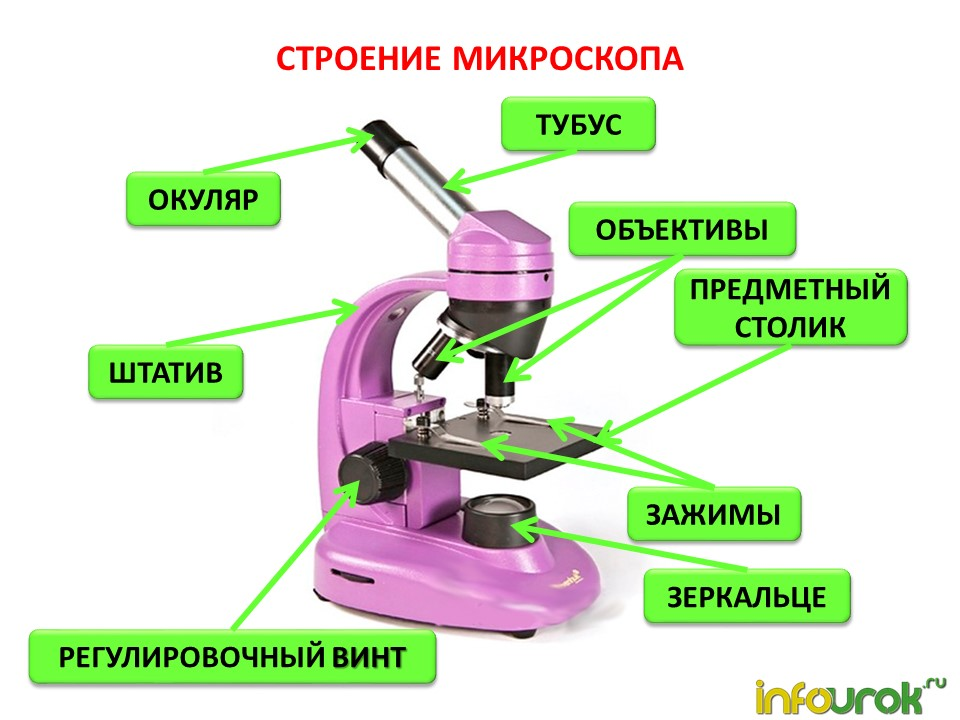 СТРОЕНИЕ МИКРОСКОПА
ТУБУС
ОКУЛЯР
ОБЪЕКТИВЫ
ПРЕДМЕТНЫЙ
СТОЛИК
ШТАТИВ
ЗАЖИМЫ
ЗЕРКАЛЬЦЕ
РЕГУЛИРОВОЧНЫЙ ВИНТ
infourok.ru